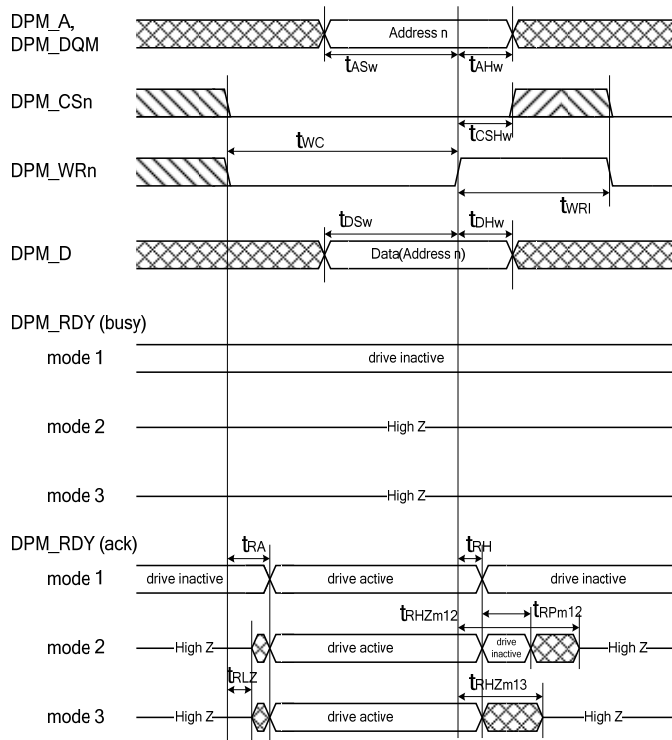 DPM_A,
DPM_DQM
Address n
tASw
tAHw
DPM_CSn
tCSHw
tWC
DPM_WRn
tWRI
tDSw
tDHw
DPM_D
Data(Address n)
DPM_RDY (busy)
mode 1
drive inactive
mode 2
High Z
mode 3
High Z
DPM_RDY (ack)
tRA
tRH
mode 1
drive inactive
drive active
drive inactive
tRHZm12
tRPm12
mode 2
High Z
drive active
drive
inactive
High Z
tRLZ
tRHZm13
mode 3
High Z
drive active
High Z